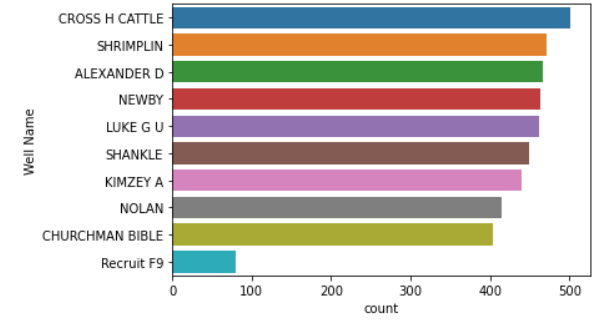 Well Name
CROSS H CATTLE
SHRIMPLIN
ALEXANDER D
NEWBY
LUKE G U
SHANKLE
KIMZEY A
NOLAN
CHURCHMAN BIBLE
Recruit F9
0 100 200 300 400 500
count